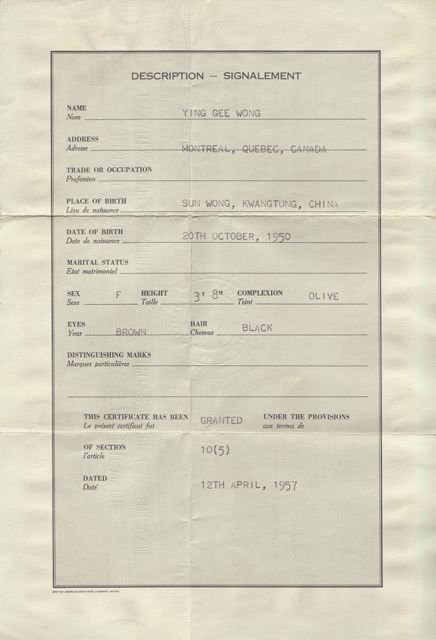 DESCRIPTION — SIGNALEMENT
NAME
Nom YING GEE WONG
ADDRESS
Adresse MONTREAL, QUEBEC, CANADA
TRADE OR OCCUPATION
Profession
PLACE OF BIRTH
Lieu de naissance SUN WONG, KWANGTUNG, CHINA
DATE OF BIRTH
Date de naissance 20TH OCTOBER, 1950
MARITAL STATUS
Etat matrimonial
SEX F HEIGHT 3' 8" COMPLEXION OLIVE
Sexe Taille Teint
EYES HAIR
Yeux BROWN Cheveux BLACK
DISTINGUISHING MARKS
Marques particulières
THIS CERTIFICATE HAS BEEN GRANTED UNDER THE PROVISIONS
Le présent certificat fut aux termes de
OF SECTION 10(5)
l'article
DATED
Daté 12TH APRIL, 1957